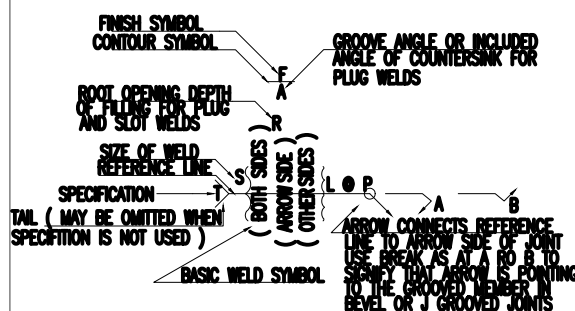 FINISH SYMBOL
CONTOUR SYMBOL
F
A
GROOVE ANGLE OR INCLUDED
ANGLE OF COUNTERSINK FOR
PLUG WELDS
ROOT OPENING DEPTH
OF FILLING FOR PLUG
AND SLOT WELDS
R
SIZE OF WELD
REFERENCE LINE
S
SPECIFICATION
T
(BOTH SIDES)
(ARROW SIDE)
(OTHER SIDES)
L @ P
A
B
TAIL ( MAY BE OMITTED WHEN
SPECIFITION IS NOT USED )
BASIC WELD SYMBOL
ARROW CONNECTS REFERENCE
LINE TO ARROW SIDE OF JOINT
USE BREAK AS AT A RO B TO
SIGNIFY THAT ARROW IS POINTING
TO THE GROOVED MEMBER IN
BEVEL OR J GROOVED JOINTS